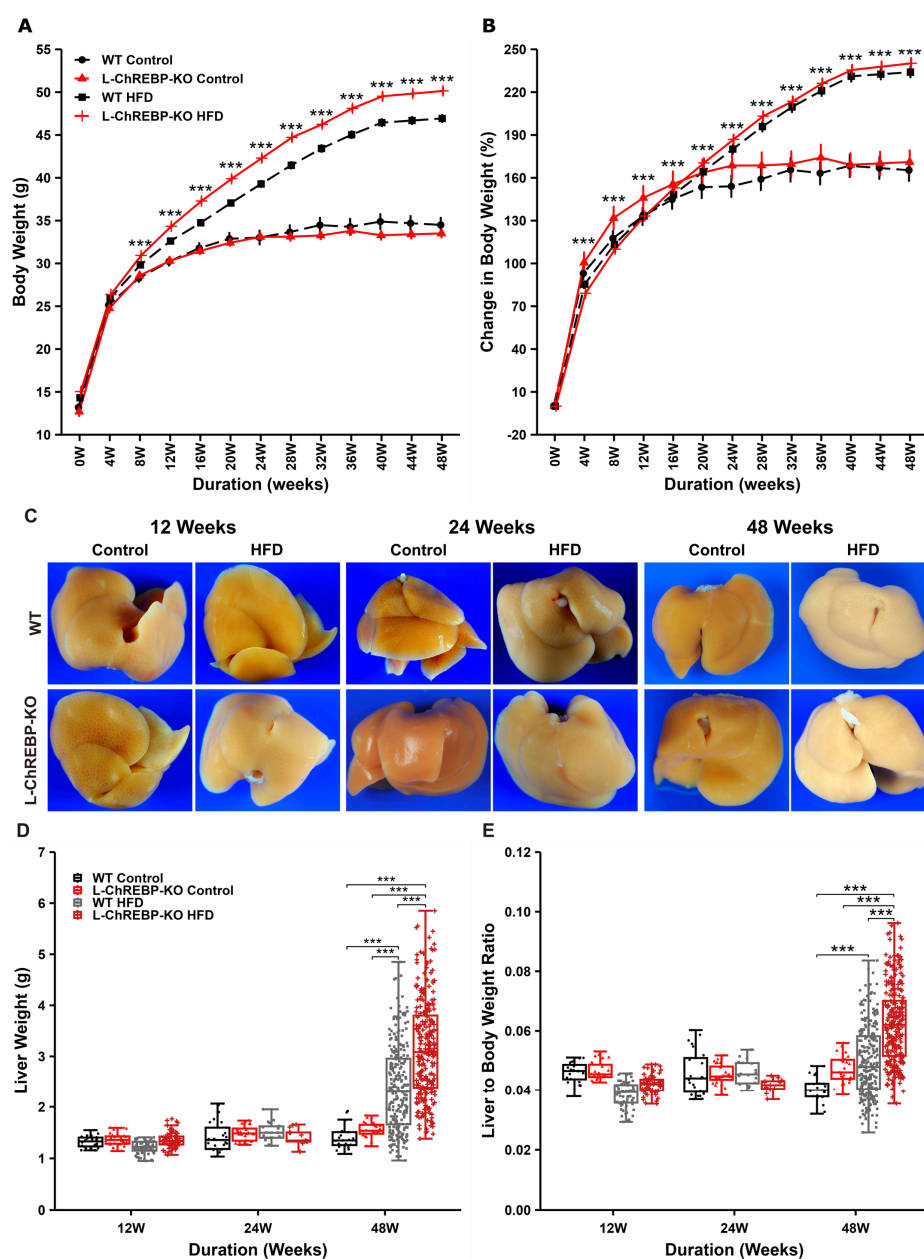 A
55
50
45
40
35
30
25
20
15
10
Body Weight (g)
WT Control
L-ChREBP-KO Control
WT HFD
L-ChREBP-KO HFD
*** *** *** *** *** *** *** *** *** *** ***
0W 4W 8W 12W 16W 20W 24W 28W 32W 36W 40W 44W 48W
Duration (weeks)
B
250
220
190
160
130
100
70
40
10
-20
Change in Body Weight (%)
*** *** *** *** *** *** *** *** *** *** *** ***
0W 4W 8W 12W 16W 20W 24W 28W 32W 36W 40W 44W 48W
Duration (weeks)
C
12 Weeks 24 Weeks 48 Weeks
Control HFD Control HFD Control HFD
WT
L-ChREBP-KO
D
7
6
5
4
3
2
1
0
Liver Weight (g)
WT Control
L-ChREBP-KO Control
WT HFD
L-ChREBP-KO HFD
***
***
***
***
***
12W 24W 48W
Duration (Weeks)
E
0.12
0.10
0.08
0.06
0.04
0.02
0.00
Liver to Body Weight Ratio
***
***
***
***
12W 24W 48W
Duration (Weeks)